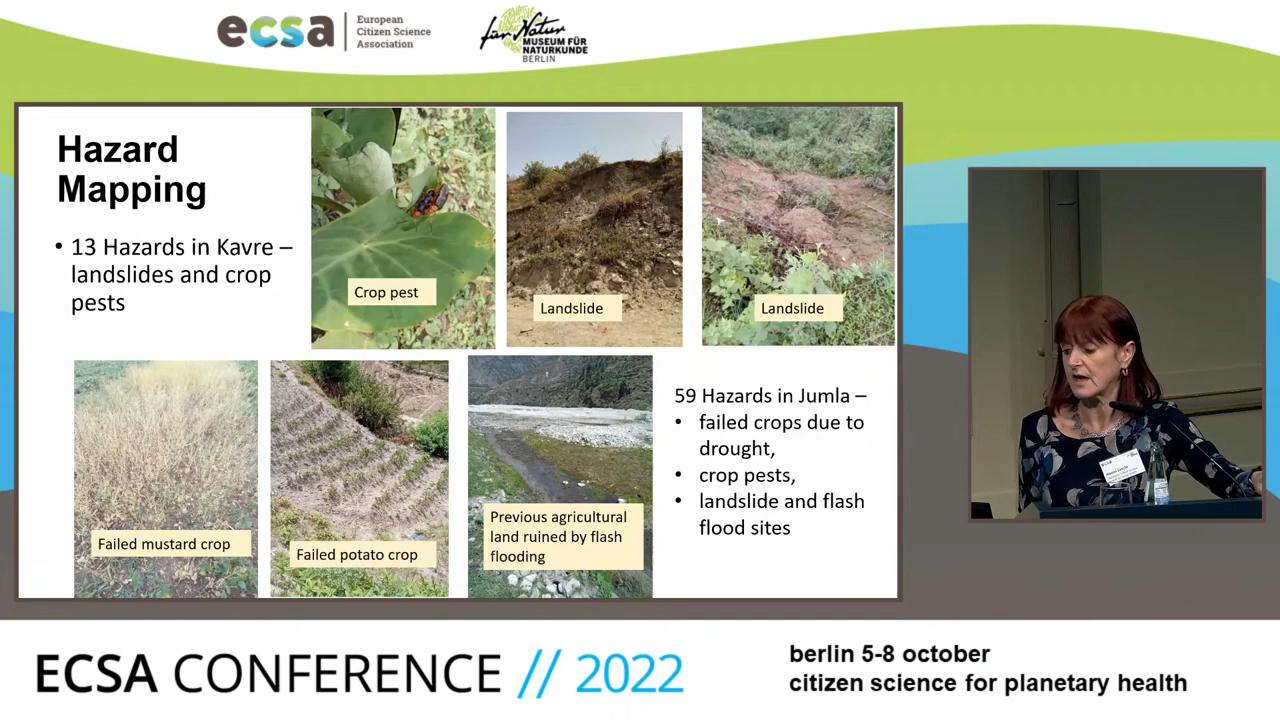 ecsa
European
Citizen Science
Association
für Natur
MUSEUM FÜR
NATURKUNDE
BERLIN
Hazard
Mapping
• 13 Hazards in Kavre –
landslides and crop
pests
Crop pest
Landslide
Landslide
Failed mustard crop
Failed potato crop
Previous agricultural
land ruined by flash
flooding
59 Hazards in Jumla –
• failed crops due to
drought,
• crop pests,
• landslide and flash
flood sites
ECSA CONFERENCE // 2022
berlin 5-8 october
citizen science for planetary health